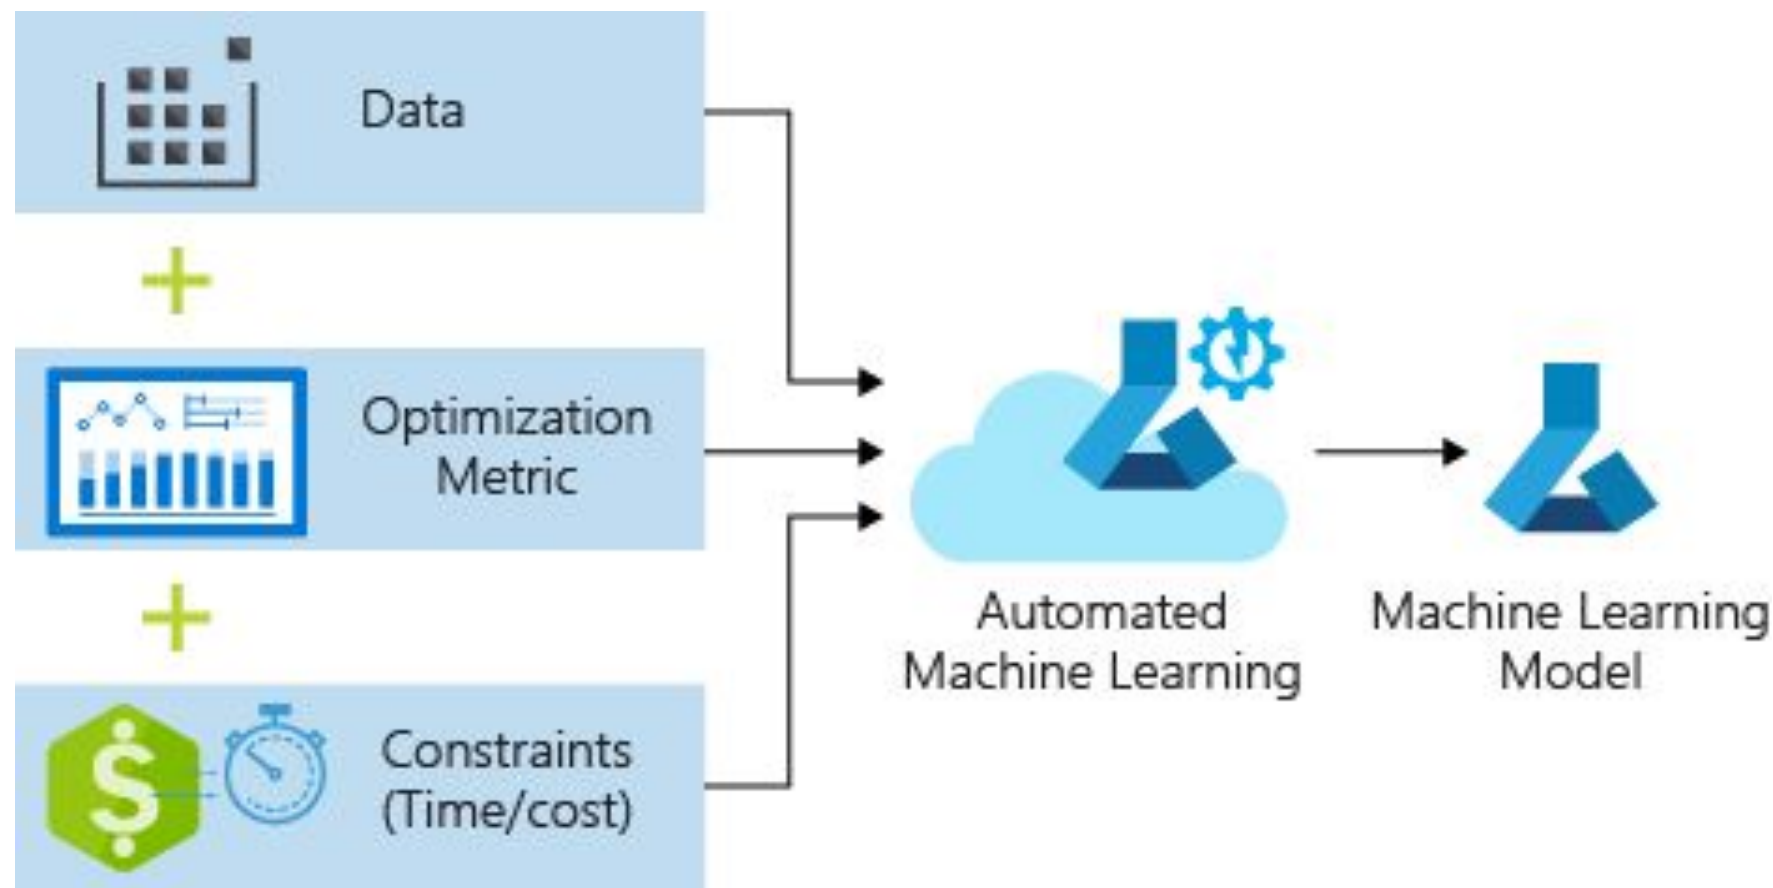 Data
Optimization
Metric
Constraints
(Time/cost)
Automated
Machine Learning
Machine Learning
Model